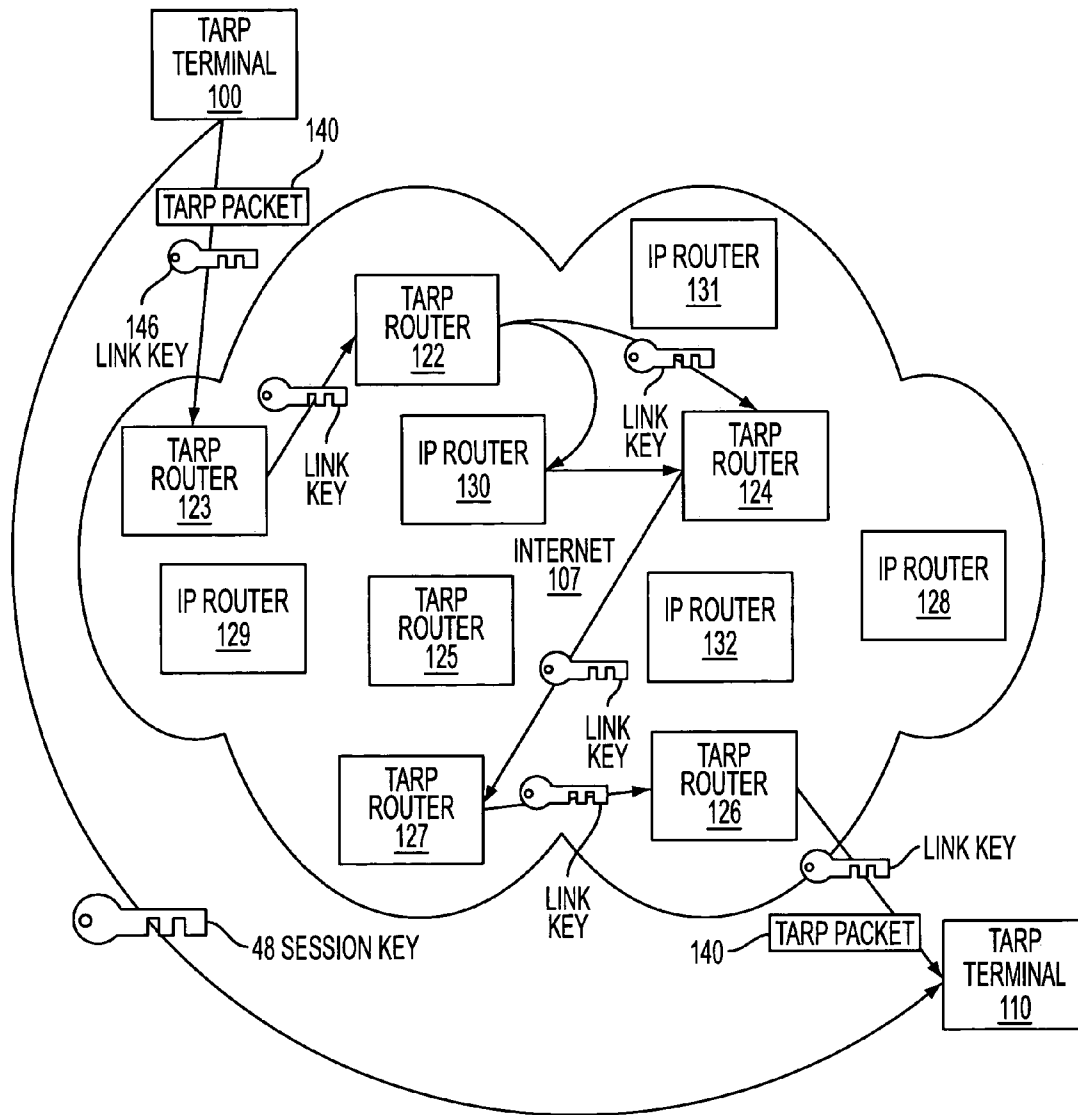 TARP
TERMINAL
100
140
TARP PACKET
146
LINK KEY
IP ROUTER
131
TARP
ROUTER
122
LINK
KEY
LINK
KEY
TARP
ROUTER
123
IP ROUTER
130
TARP
ROUTER
124
INTERNET
107
IP ROUTER
129
TARP
ROUTER
125
IP ROUTER
132
IP ROUTER
128
LINK
KEY
TARP
ROUTER
127
TARP
ROUTER
126
LINK
KEY
LINK KEY
48 SESSION KEY
140
TARP PACKET
TARP
TERMINAL
110